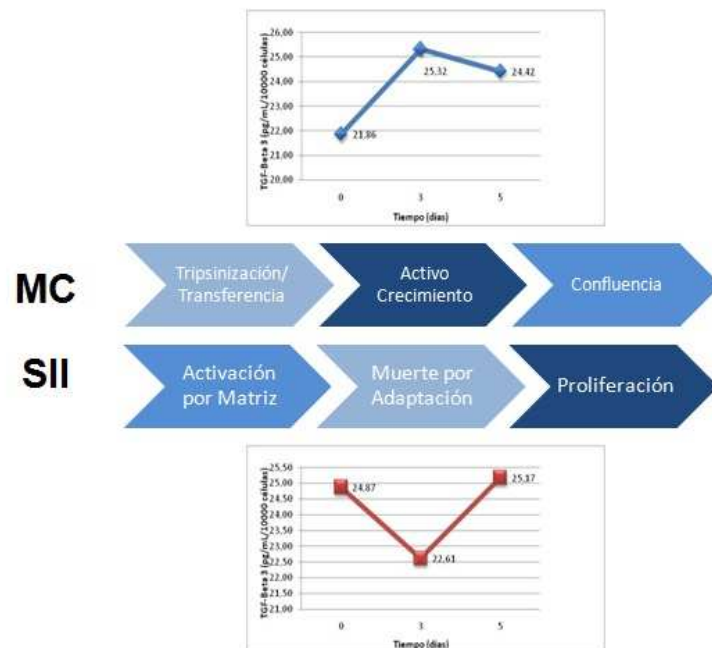 TGF-Beta 3 (pg/mL/10000 células)
26,00
25,00
24,00
23,00
22,00
21,00
20,00
21,86
25,32
24,42
0 3 5
Tiempo (días)
MC
Tripsinización/
Transferencia
Activo
Crecimiento
Confluencia
SII
Activación
por Matriz
Muerte por
Adaptación
Proliferación
TGF-Beta 3 (pg/mL/10000 células)
25,50
25,00
24,50
24,00
23,50
23,00
22,50
22,00
21,50
21,00
24,87
22,61
25,17
0 3 5
Tiempo (días)